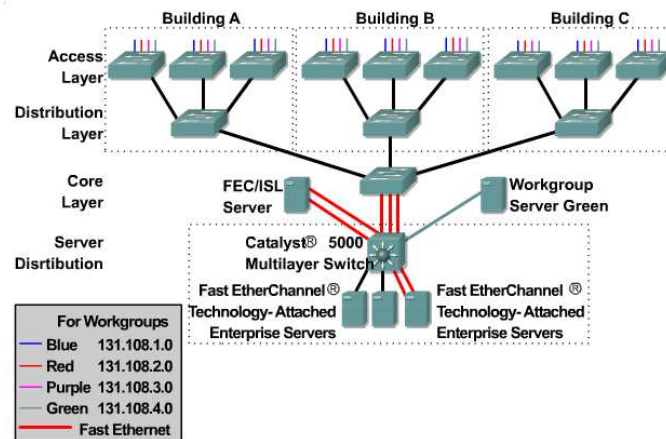 Building A
Building B
Building C
Access
Layer
Distribution
Layer
Core
Layer
FEC/ISL
Server
Workgroup
Server Green
Server
Disrtibution
Catalyst® 5000
Multilayer Switch
Fast EtherChannel ®
Technology- Attached
Enterprise Servers
Fast EtherChannel ®
Technology- Attached
Enterprise Servers
For Workgroups
Blue 131.108.1.0
Red 131.108.2.0
Purple 131.108.3.0
Green 131.108.4.0
Fast Ethernet